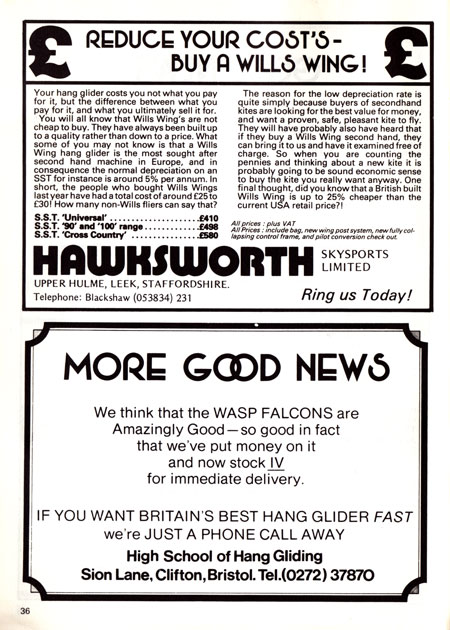 £ REDUCE YOUR COST'S- £
BUY A WILLS WING!
Your hang glider costs you not what you pay
for it, but the difference between what you
pay for it, and what you ultimately sell it for.
You will all know that Wills Wing's are not
cheap to buy. They have always been built up
to a quality rather than down to a price. What
some of you may not know is that a Wills
Wing hang glider is the most sought after
second hand machine in Europe, and in
consequence the normal depreciation on an
SST for instance is around 5% per annum. In
short, the people who bought Wills Wings
last year have had a total cost of around £25 to
£30! How many non-Wills fliers can say that?
S.S.T. 'Universal' ........................£410
S.S.T. '90' and '100' range ...............£498
S.S.T. 'Cross Country' ...................£580
The reason for the low depreciation rate is
quite simply because buyers of secondhand
kites are looking for the best value for money,
and want a proven, safe, pleasant kite to fly.
They will have probably also have heard that
if they buy a Wills Wing second hand, they
can bring it to us and have it examined free of
charge. So when you are counting the
pennies and thinking about a new kite it is
probably going to be sound economic sense
to buy the kite you really want anyway. One
final thought, did you know that a British built
Wills Wing is up to 25% cheaper than the
current USA retail price?!
All prices : plus VAT
All Prices : include bag, new wing post system, new fully col-
lapsing control frame, and pilot conversion check out.
HAWKSWORTH SKYSPORTS
LIMITED
UPPER HULME, LEEK, STAFFORDSHIRE.
Telephone: Blackshaw (053834) 231
Ring us Today!
MORE GOOD NEWS
We think that the WASP FALCONS are
Amazingly Good—so good in fact
that we've put money on it
and now stock IV
for immediate delivery.
IF YOU WANT BRITAIN'S BEST HANG GLIDER FAST
we're JUST A PHONE CALL AWAY
High School of Hang Gliding
Sion Lane, Clifton, Bristol. Tel.(0272) 37870
36